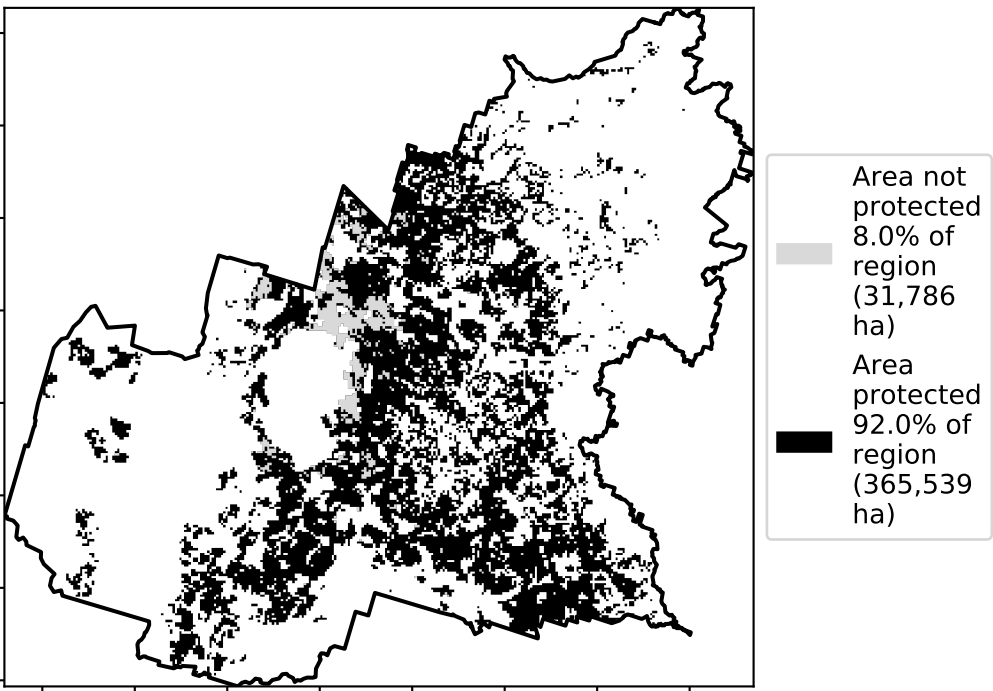 Area not
protected
8.0% of
region
(31,786
ha)
Area
protected
92.0% of
region
(365,539
ha)